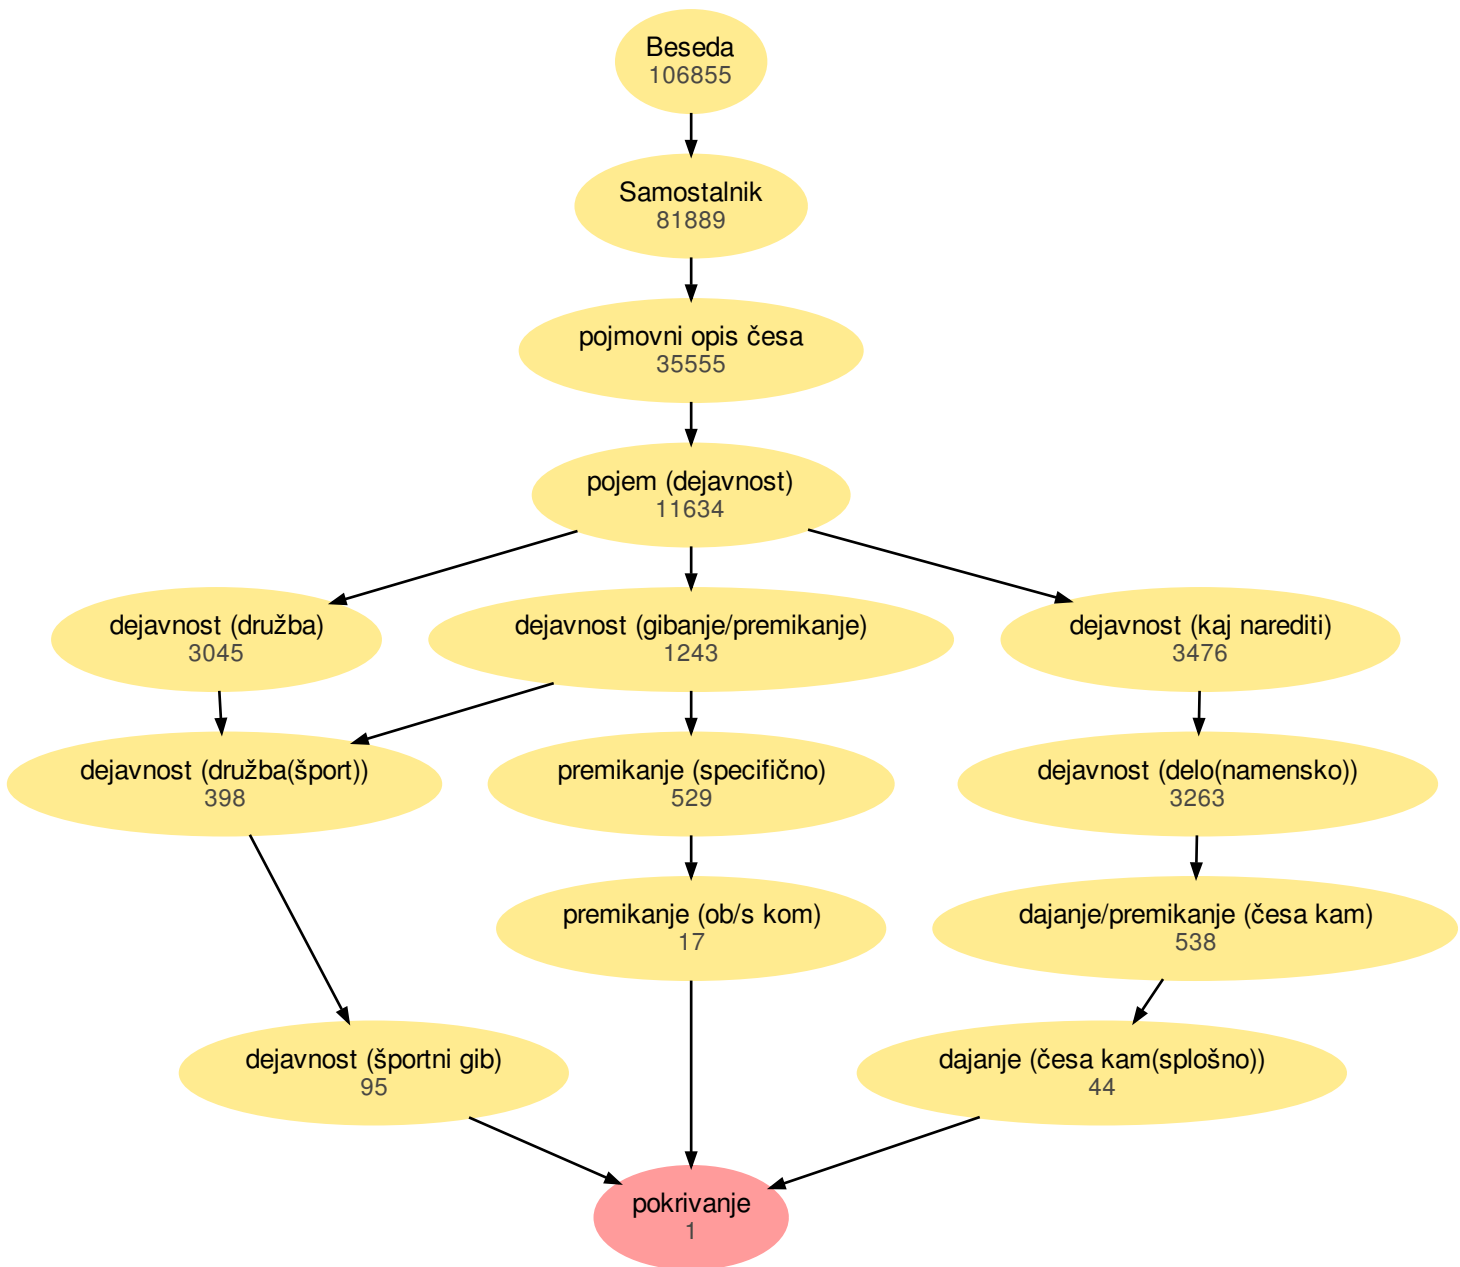 Beseda
106855
Samostalnik
81889
pojmovni opis česa
35555
pojem (dejavnost)
11634
dejavnost (družba)
3045
dejavnost (gibanje/premikanje)
1243
dejavnost (kaj narediti)
3476
dejavnost (družba(šport))
398
premikanje (specifično)
529
dejavnost (delo(namensko))
3263
premikanje (ob/s kom)
17
dajanje/premikanje (česa kam)
538
dejavnost (športni gib)
95
dajanje (česa kam(splošno))
44
pokrivanje
1